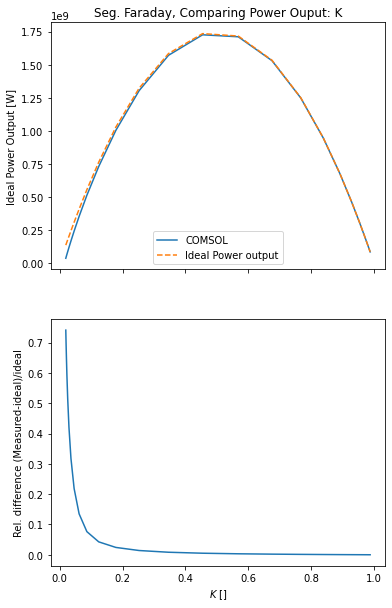 Seg. Faraday, Comparing Power Ouput: K
1e9
1.75
1.50
1.25
1.00
0.75
0.50
0.25
0.00
Ideal Power Output [W]
COMSOL
Ideal Power output
0.7
0.6
0.5
0.4
0.3
0.2
0.1
0.0
Rel. difference (Measured-ideal)/ideal
0.0 0.2 0.4 0.6 0.8 1.0
K []